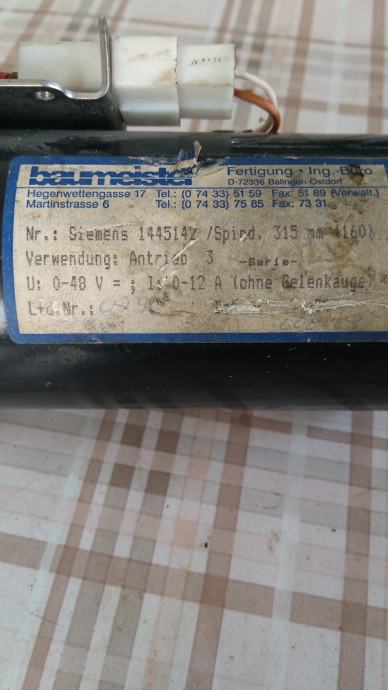 baumeister
Fertigung · Ing.-Büro
D-72336 Balingen-Ostdorf
Hegenwettengasse 17 Tel.: (0 74 33) 51 59 Fax: 51 89 (Verwalt.)
Martinstrasse 6 Tel.: (0 74 33) 75 85 Fax: 73 31
Nr.: Siemens /Spind. 315 mm (160)
Verwendung: Antrieb 3 -Serie-
U: 0-48 V = ; I: 0-12 A (ohne Gelenkauge)
Lfd.Nr.: